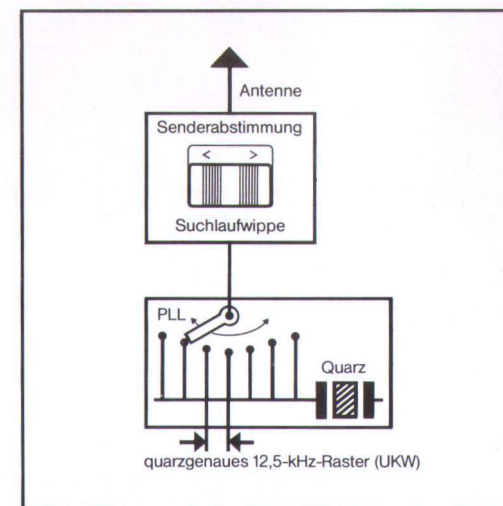 Antenne
Senderabstimmung
< >
Suchlaufwippe
PLL
Quarz
quarzgenaues 12,5-kHz-Raster (UKW)